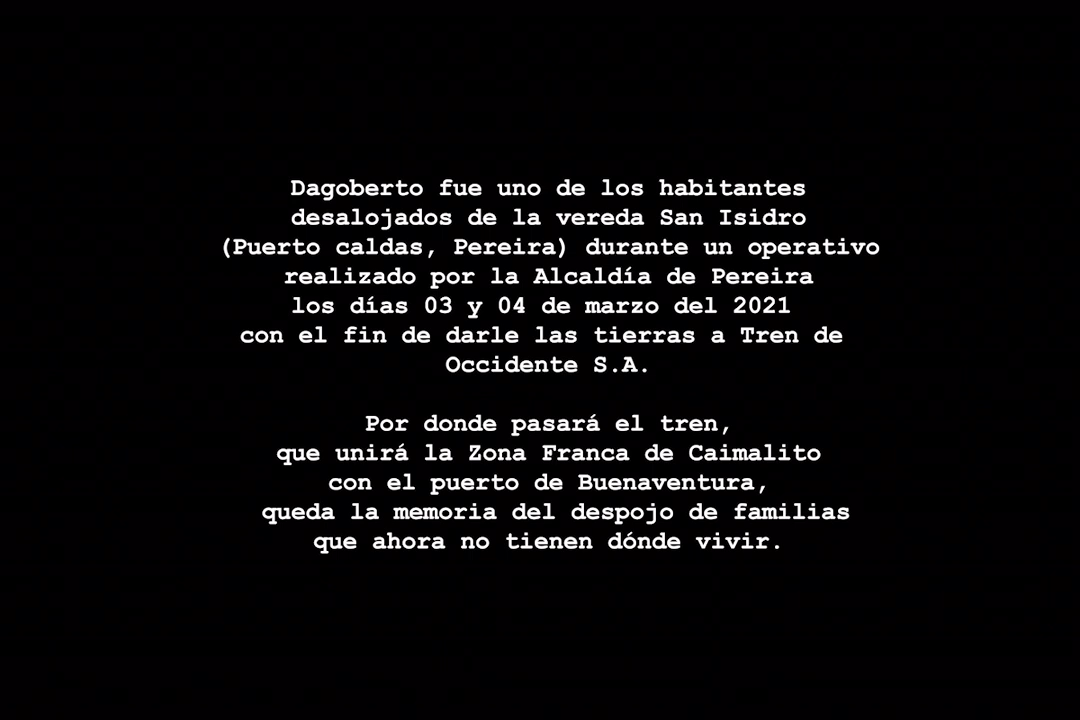 Dagoberto fue uno de los habitantes
desalojados de la vereda San Isidro
(Puerto caldas, Pereira) durante un operativo
realizado por la Alcaldía de Pereira
los días 03 y 04 de marzo del 2021
con el fin de darle las tierras a Tren de
Occidente S.A.
Por donde pasará el tren,
que unirá la Zona Franca de Caimalito
con el puerto de Buenaventura,
queda la memoria del despojo de familias
que ahora no tienen dónde vivir.